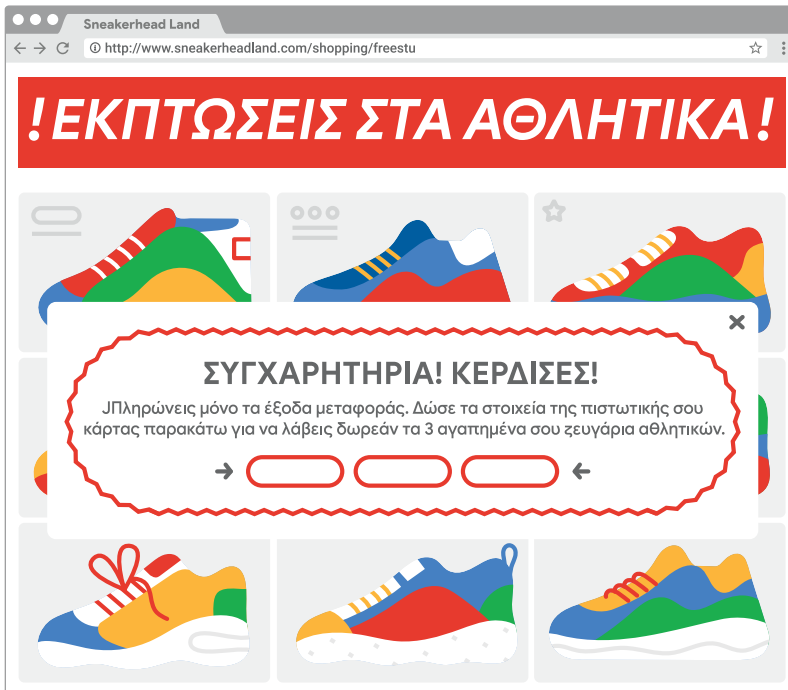 Sneakerhead Land
http://www.sneakerheadland.com/shopping/freestu
!ΕΚΠΤΩΣΕΙΣ ΣΤΑ ΑΘΛΗΤΙΚΑ!
ΣΥΓΧΑΡΗΤΗΡΙΑ! ΚΕΡΔΙΣΕΣ!
JΠληρώνεις μόνο τα έξοδα μεταφοράς. Δώσε τα στοιχεία της πιστωτικής σου
κάρτας παρακάτω για να λάβεις δωρεάν τα 3 αγαπημένα σου ζευγάρια αθλητικών.